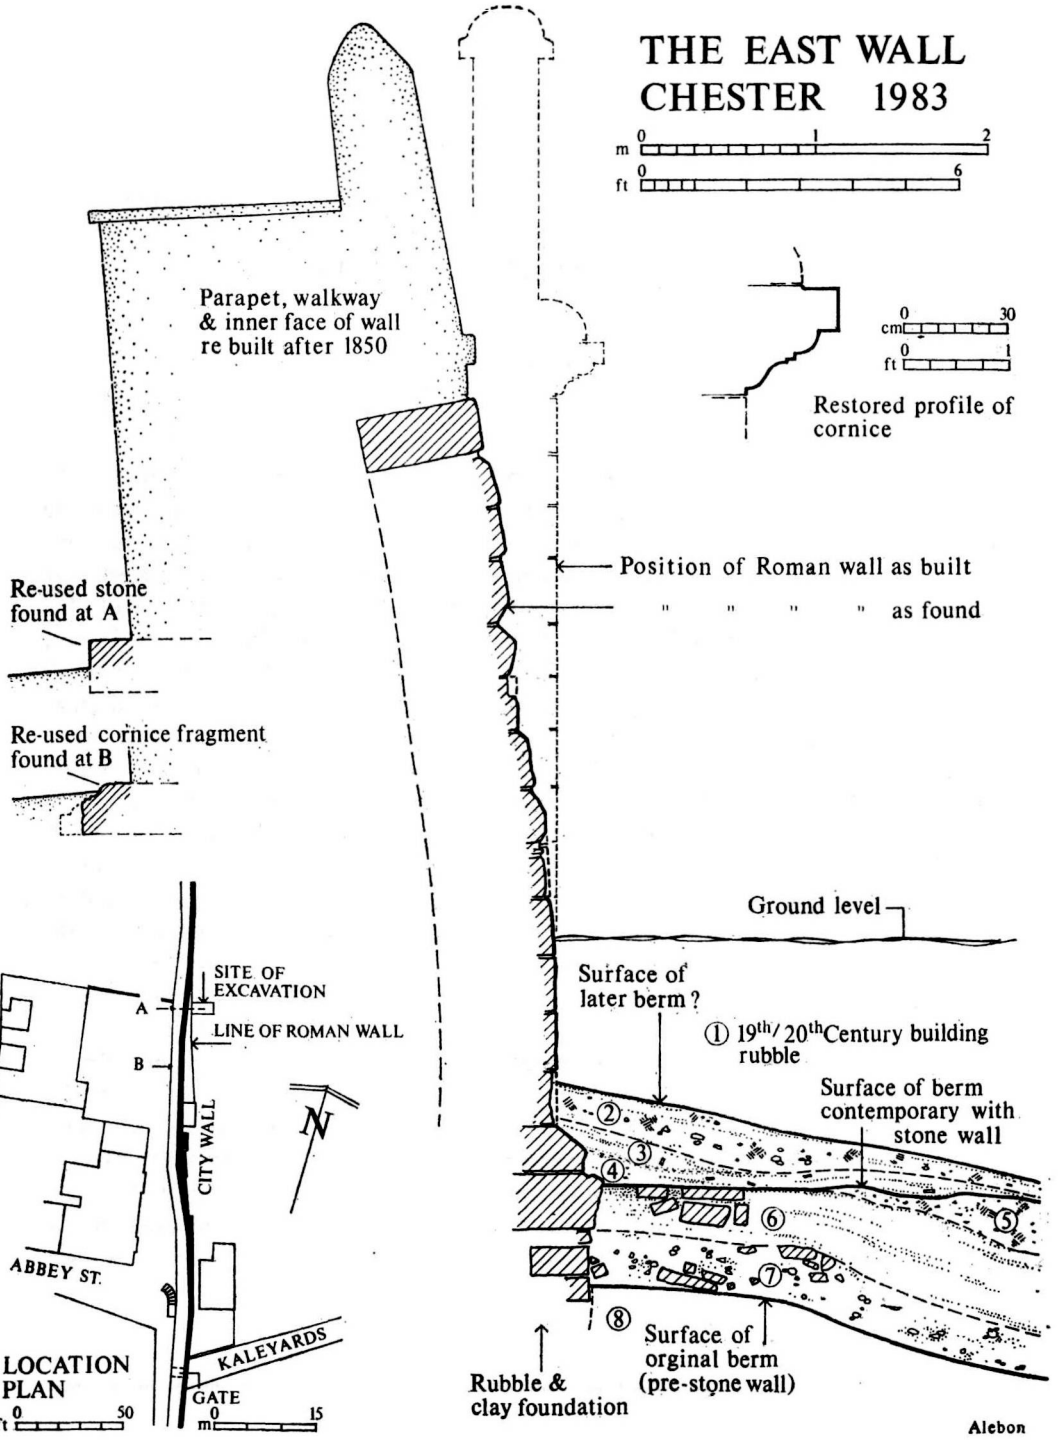 THE EAST WALL
CHESTER 1983
m 0 1 2
ft 0 6
Parapet, walkway
& inner face of wall
re built after 1850
cm 0 30
ft 0 1
Restored profile of
cornice
Position of Roman wall as built
" " " " as found
Re-used stone
found at A
Re-used cornice fragment
found at B
Ground level
Surface of
later berm ?
① 19th/ 20th Century building
rubble
Surface of berm
contemporary with
stone wall
②
③
④
⑤
⑥
⑦
⑧
Surface of
orginal berm
(pre-stone wall)
Rubble &
clay foundation
SITE OF
EXCAVATION
A
LINE OF ROMAN WALL
B
CITY WALL
N
ABBEY ST.
KALEYARDS
GATE
LOCATION
PLAN
ft 0 50
m 0 15
Alebon